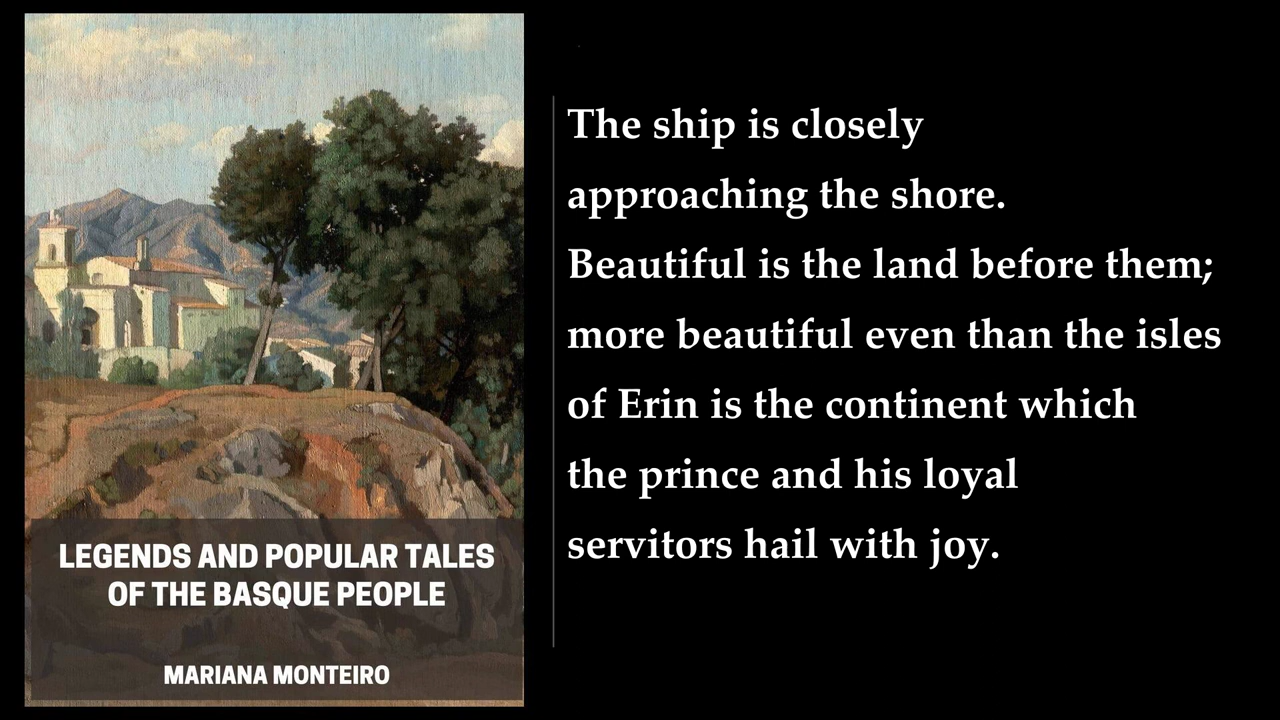 LEGENDS AND POPULAR TALES
OF THE BASQUE PEOPLE
MARIANA MONTEIRO
The ship is closely
approaching the shore.
Beautiful is the land before them;
more beautiful even than the isles
of Erin is the continent which
the prince and his loyal
servitors hail with joy.